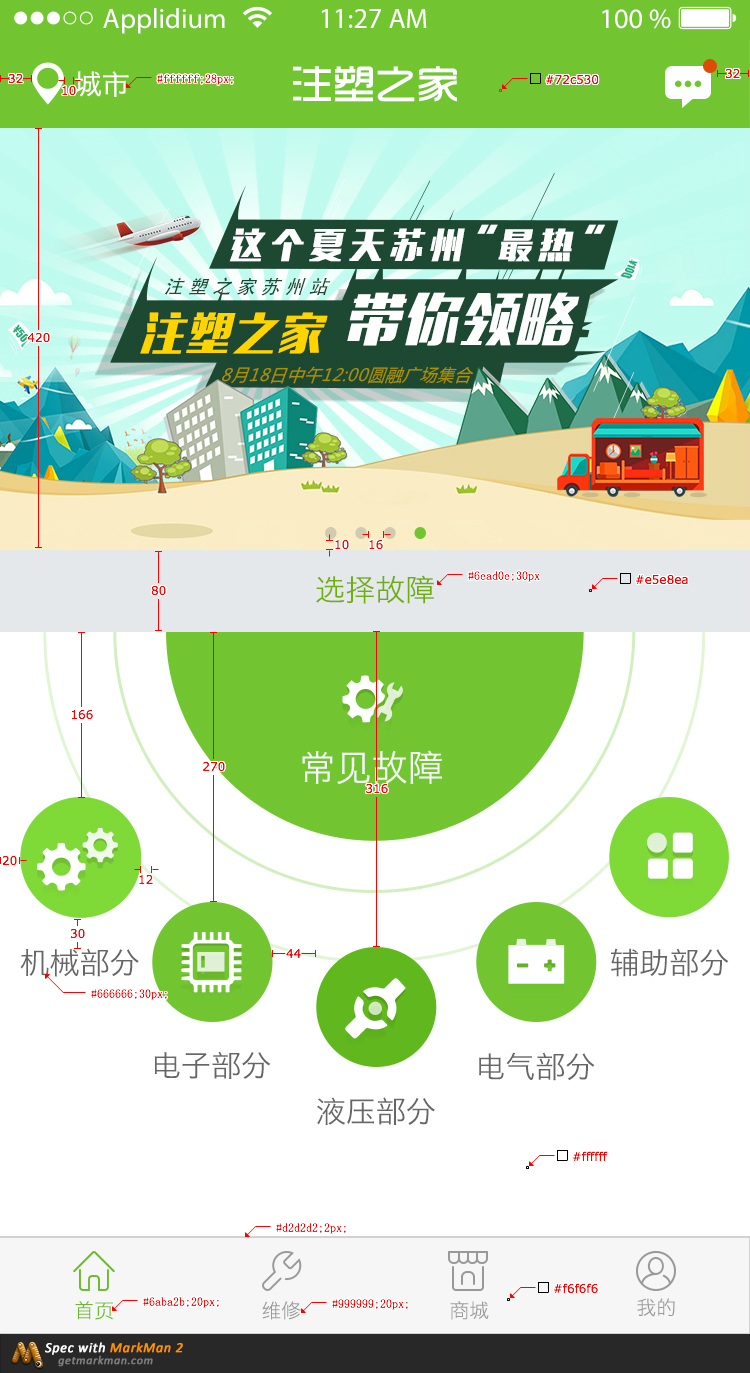 Applidium 11:27 AM 100 %
32 10 城市 #ffffff;28px; 注塑之家 #72c530 32
这个夏天苏州“最热”
注塑之家苏州站
注塑之家 带你领略
8月18日中午12:00圆融广场集合
420
10 16
80 选择故障 #6ead0e;30px #e5e8ea
166
270
常见故障
316
20 12
30 44
机械部分 辅助部分
#666666;30px;
电子部分 电气部分
液压部分
#ffffff
#d2d2d2;2px;
首页 #6aba2b;20px; 维修 #999999;20px; 商城 #f6f6f6 我的
Spec with MarkMan 2
getmarkman.com